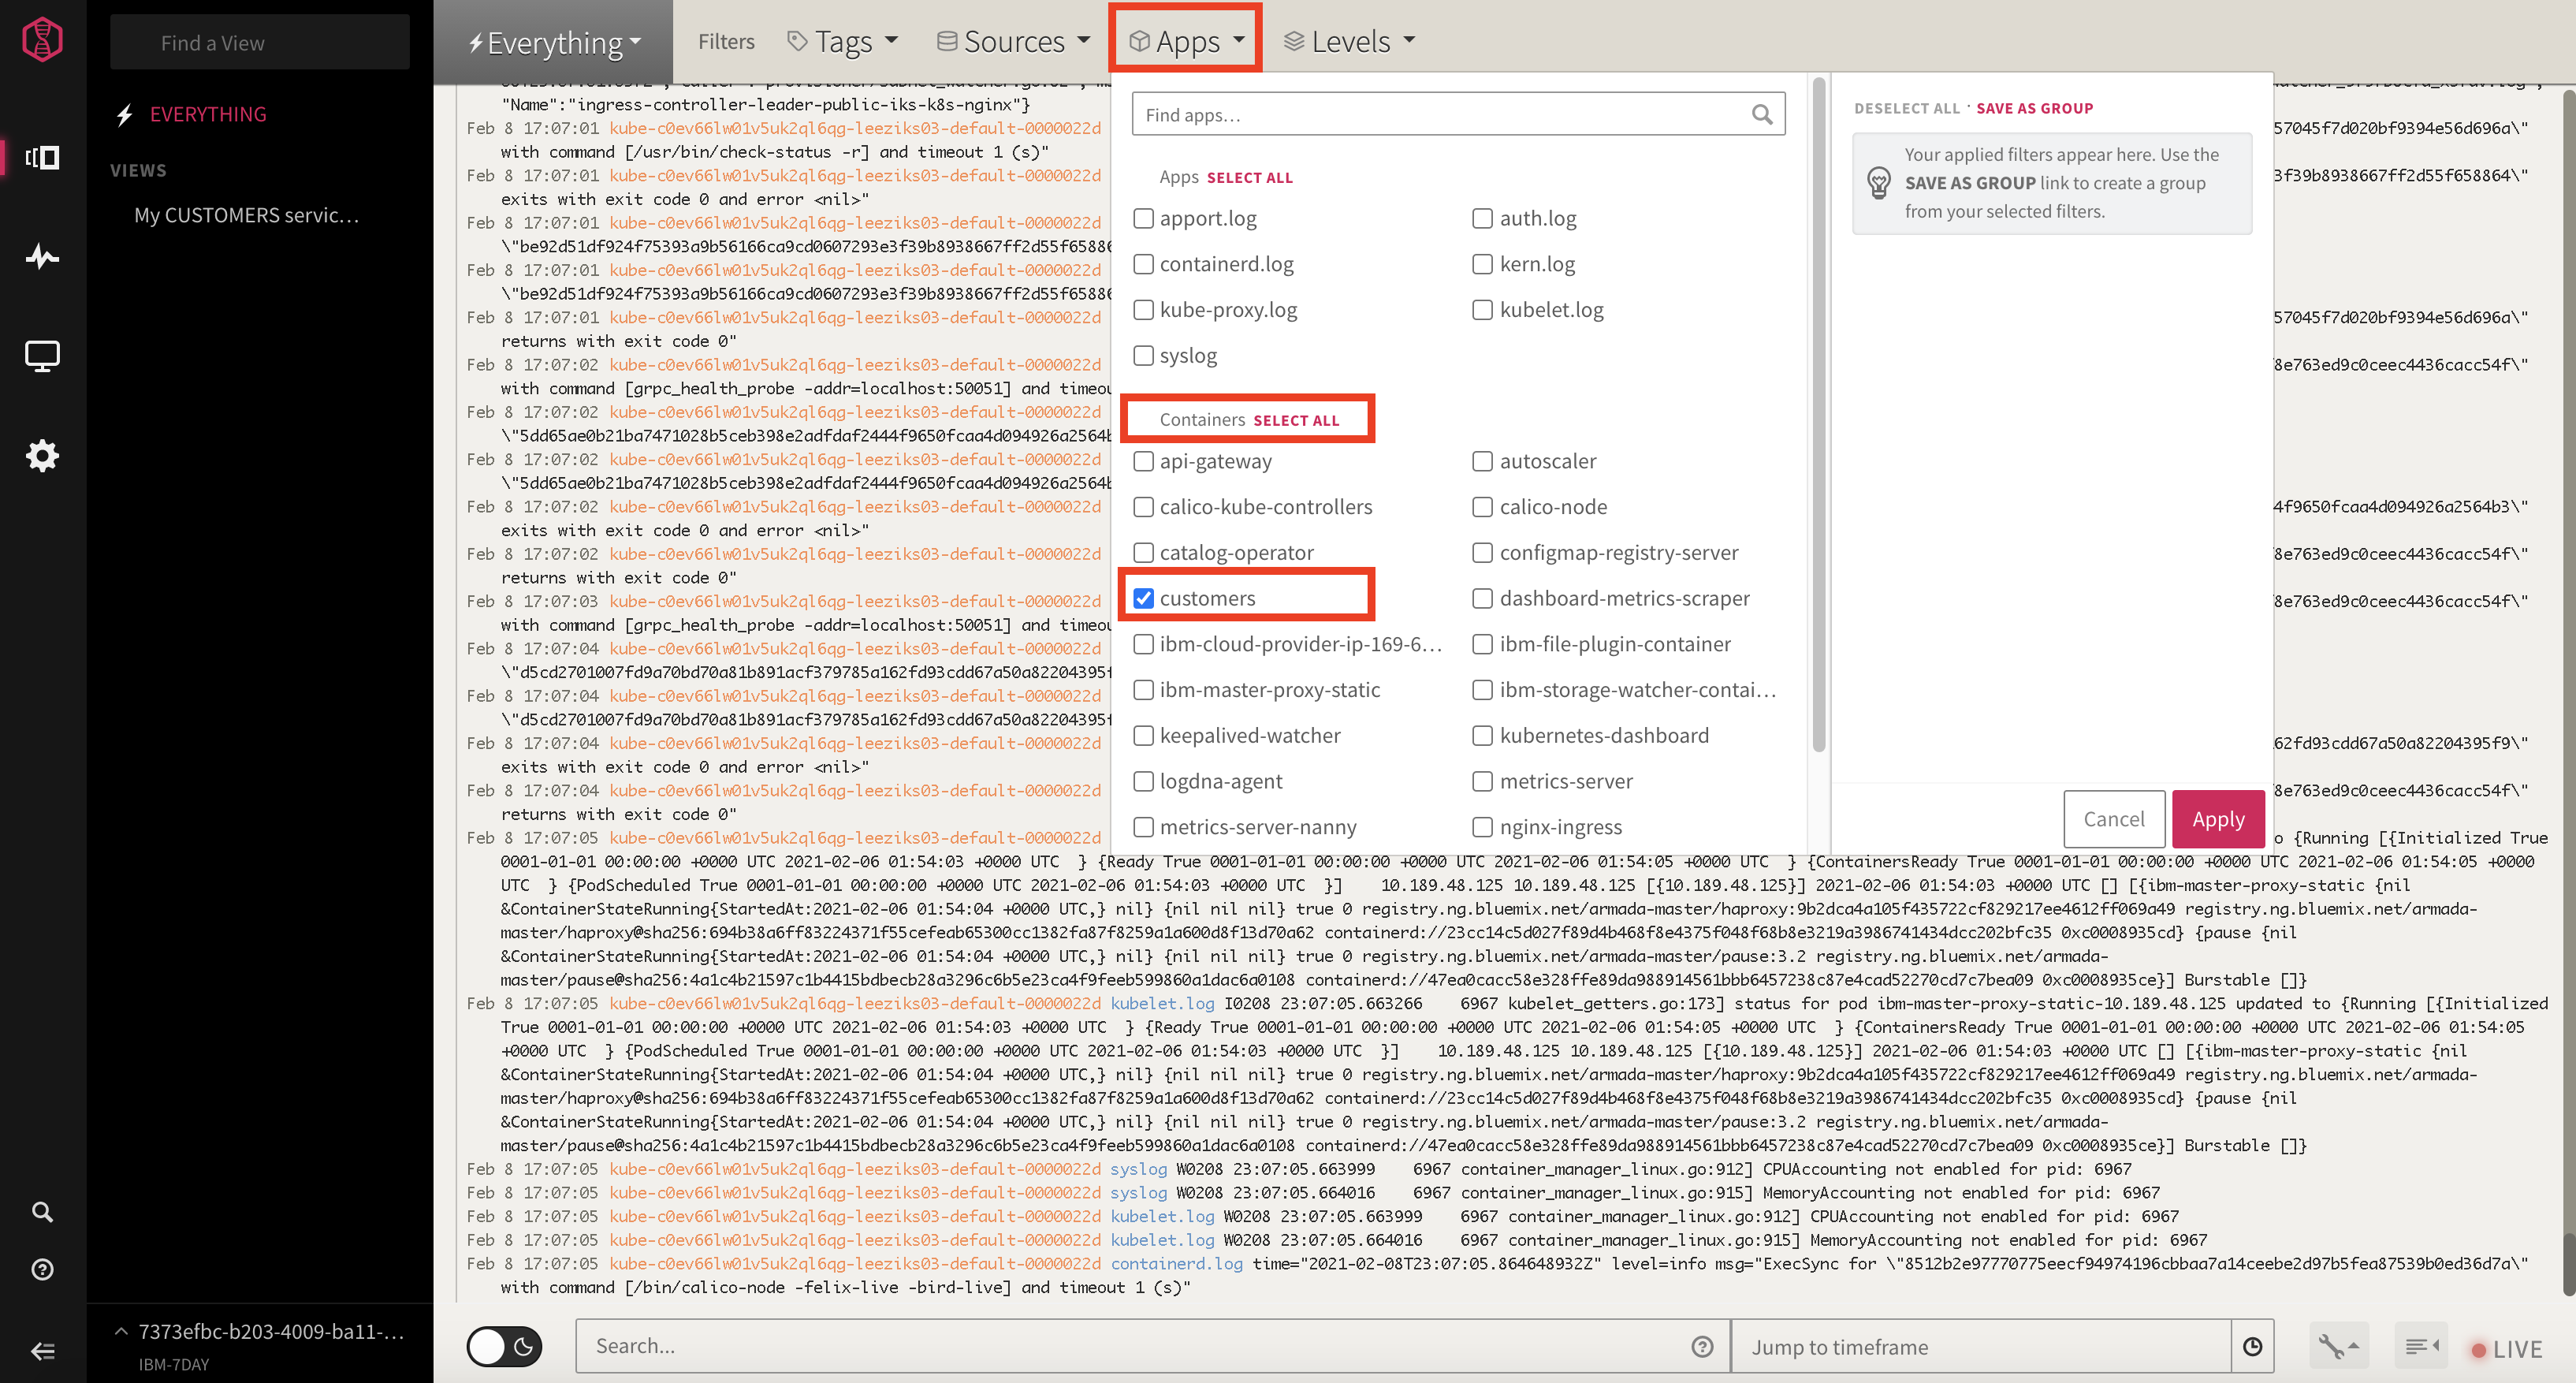 Find a View
EVERYTHING
VIEWS
My CUSTOMERS servic…
7373efbc-b203-4009-ba11-…
IBM-7DAY
Everything
Filters
Tags
Sources
Apps
Levels
"Name":"ingress-controller-leader-public-iks-k8s-nginx"}
Feb 8 17:07:01 kube-c0ev66lw01v5uk2ql6qg-leeziks03-default-0000022d 57045f7d020bf9394e56d696a\"
with command [/usr/bin/check-status -r] and timeout 1 (s)"
Feb 8 17:07:01 kube-c0ev66lw01v5uk2ql6qg-leeziks03-default-0000022d 3f39b8938667ff2d55f658864\"
exits with exit code 0 and error <nil>"
Feb 8 17:07:01 kube-c0ev66lw01v5uk2ql6qg-leeziks03-default-0000022d
\"be92d51df924f75393a9b56166ca9cd0607293e3f39b8938667ff2d55f6588
Feb 8 17:07:01 kube-c0ev66lw01v5uk2ql6qg-leeziks03-default-0000022d
\"be92d51df924f75393a9b56166ca9cd0607293e3f39b8938667ff2d55f6588
Feb 8 17:07:01 kube-c0ev66lw01v5uk2ql6qg-leeziks03-default-0000022d 57045f7d020bf9394e56d696a\"
returns with exit code 0"
Feb 8 17:07:02 kube-c0ev66lw01v5uk2ql6qg-leeziks03-default-0000022d 8e763ed9c0ceec4436cacc54f\"
with command [grpc_health_probe -addr=localhost:50051] and timeou
Feb 8 17:07:02 kube-c0ev66lw01v5uk2ql6qg-leeziks03-default-0000022d
\"5dd65ae0b21ba7471028b5ceb398e2adfdaf2444f9650fcaa4d094926a2564b
Feb 8 17:07:02 kube-c0ev66lw01v5uk2ql6qg-leeziks03-default-0000022d
\"5dd65ae0b21ba7471028b5ceb398e2adfdaf2444f9650fcaa4d094926a2564b
Feb 8 17:07:02 kube-c0ev66lw01v5uk2ql6qg-leeziks03-default-0000022d 4f9650fcaa4d094926a2564b3\"
exits with exit code 0 and error <nil>"
Feb 8 17:07:02 kube-c0ev66lw01v5uk2ql6qg-leeziks03-default-0000022d 8e763ed9c0ceec4436cacc54f\"
returns with exit code 0"
Feb 8 17:07:03 kube-c0ev66lw01v5uk2ql6qg-leeziks03-default-0000022d 8e763ed9c0ceec4436cacc54f\"
with command [grpc_health_probe -addr=localhost:50051] and timeou
Feb 8 17:07:04 kube-c0ev66lw01v5uk2ql6qg-leeziks03-default-0000022d
\"d5cd2701007fd9a70bd70a81b891acf379785a162fd93cdd67a50a82204395f
Feb 8 17:07:04 kube-c0ev66lw01v5uk2ql6qg-leeziks03-default-0000022d
\"d5cd2701007fd9a70bd70a81b891acf379785a162fd93cdd67a50a82204395f
Feb 8 17:07:04 kube-c0ev66lw01v5uk2ql6qg-leeziks03-default-0000022d 62fd93cdd67a50a82204395f9\"
exits with exit code 0 and error <nil>"
Feb 8 17:07:04 kube-c0ev66lw01v5uk2ql6qg-leeziks03-default-0000022d 8e763ed9c0ceec4436cacc54f\"
returns with exit code 0"
Feb 8 17:07:05 kube-c0ev66lw01v5uk2ql6qg-leeziks03-default-0000022d o {Running [{Initialized True
Find apps…
Apps SELECT ALL
apport.log
auth.log
containerd.log
kern.log
kube-proxy.log
kubelet.log
syslog
Containers SELECT ALL
api-gateway
autoscaler
calico-kube-controllers
calico-node
catalog-operator
configmap-registry-server
customers
dashboard-metrics-scraper
ibm-cloud-provider-ip-169-6…
ibm-file-plugin-container
ibm-master-proxy-static
ibm-storage-watcher-contai…
keepalived-watcher
kubernetes-dashboard
logdna-agent
metrics-server
metrics-server-nanny
nginx-ingress
DESELECT ALL · SAVE AS GROUP
Your applied filters appear here. Use the
SAVE AS GROUP link to create a group
from your selected filters.
Cancel
Apply
0001-01-01 00:00:00 +0000 UTC 2021-02-06 01:54:03 +0000 UTC } {Ready True 0001-01-01 00:00:00 +0000 UTC 2021-02-06 01:54:05 +0000 UTC } {ContainersReady True 0001-01-01 00:00:00 +0000 UTC 2021-02-06 01:54:05 +0000
UTC } {PodScheduled True 0001-01-01 00:00:00 +0000 UTC 2021-02-06 01:54:03 +0000 UTC }] 10.189.48.125 10.189.48.125 [{10.189.48.125}] 2021-02-06 01:54:03 +0000 UTC [] [{ibm-master-proxy-static {nil
&ContainerStateRunning{StartedAt:2021-02-06 01:54:04 +0000 UTC,} nil} {nil nil nil} true 0 registry.ng.bluemix.net/armada-master/haproxy:9b2dca4a105f435722cf829217ee4612ff069a49 registry.ng.bluemix.net/armada-
master/haproxy@sha256:694b38a6ff83224371f55cefeab65300cc1382fa87f8259a1a600d8f13d70a62 containerd://23cc14c5d027f89d4b468f8e4375f048f68b8e3219a3986741434dcc202bfc35 0xc0008935cd} {pause {nil
&ContainerStateRunning{StartedAt:2021-02-06 01:54:04 +0000 UTC,} nil} {nil nil nil} true 0 registry.ng.bluemix.net/armada-master/pause:3.2 registry.ng.bluemix.net/armada-
master/pause@sha256:4a1c4b21597c1b4415bdbecb28a3296c6b5e23ca4f9feeb599860a1dac6a0108 containerd://47ea0cacc58e328ffe89da988914561bbb6457238c87e4cad52270cd7c7bea09 0xc0008935ce}] Burstable []}
Feb 8 17:07:05 kube-c0ev66lw01v5uk2ql6qg-leeziks03-default-0000022d kubelet.log I0208 23:07:05.663266 6967 kubelet_getters.go:173] status for pod ibm-master-proxy-static-10.189.48.125 updated to {Running [{Initialized
True 0001-01-01 00:00:00 +0000 UTC 2021-02-06 01:54:03 +0000 UTC } {Ready True 0001-01-01 00:00:00 +0000 UTC 2021-02-06 01:54:05 +0000 UTC } {ContainersReady True 0001-01-01 00:00:00 +0000 UTC 2021-02-06 01:54:05
+0000 UTC } {PodScheduled True 0001-01-01 00:00:00 +0000 UTC 2021-02-06 01:54:03 +0000 UTC }] 10.189.48.125 10.189.48.125 [{10.189.48.125}] 2021-02-06 01:54:03 +0000 UTC [] [{ibm-master-proxy-static {nil
&ContainerStateRunning{StartedAt:2021-02-06 01:54:04 +0000 UTC,} nil} {nil nil nil} true 0 registry.ng.bluemix.net/armada-master/haproxy:9b2dca4a105f435722cf829217ee4612ff069a49 registry.ng.bluemix.net/armada-
master/haproxy@sha256:694b38a6ff83224371f55cefeab65300cc1382fa87f8259a1a600d8f13d70a62 containerd://23cc14c5d027f89d4b468f8e4375f048f68b8e3219a3986741434dcc202bfc35 0xc0008935cd} {pause {nil
&ContainerStateRunning{StartedAt:2021-02-06 01:54:04 +0000 UTC,} nil} {nil nil nil} true 0 registry.ng.bluemix.net/armada-master/pause:3.2 registry.ng.bluemix.net/armada-
master/pause@sha256:4a1c4b21597c1b4415bdbecb28a3296c6b5e23ca4f9feeb599860a1dac6a0108 containerd://47ea0cacc58e328ffe89da988914561bbb6457238c87e4cad52270cd7c7bea09 0xc0008935ce}] Burstable []}
Feb 8 17:07:05 kube-c0ev66lw01v5uk2ql6qg-leeziks03-default-0000022d syslog W0208 23:07:05.663999 6967 container_manager_linux.go:912] CPUAccounting not enabled for pid: 6967
Feb 8 17:07:05 kube-c0ev66lw01v5uk2ql6qg-leeziks03-default-0000022d syslog W0208 23:07:05.664016 6967 container_manager_linux.go:915] MemoryAccounting not enabled for pid: 6967
Feb 8 17:07:05 kube-c0ev66lw01v5uk2ql6qg-leeziks03-default-0000022d kubelet.log W0208 23:07:05.663999 6967 container_manager_linux.go:912] CPUAccounting not enabled for pid: 6967
Feb 8 17:07:05 kube-c0ev66lw01v5uk2ql6qg-leeziks03-default-0000022d kubelet.log W0208 23:07:05.664016 6967 container_manager_linux.go:915] MemoryAccounting not enabled for pid: 6967
Feb 8 17:07:05 kube-c0ev66lw01v5uk2ql6qg-leeziks03-default-0000022d containerd.log time="2021-02-08T23:07:05.864648932Z" level=info msg="ExecSync for \"8512b2e97770775eecf94974196cbbaa7a14ceebe2d97b5fea87539b0ed36d7a\"
with command [/bin/calico-node -felix-live -bird-live] and timeout 1 (s)"
Search...
Jump to timeframe
LIVE